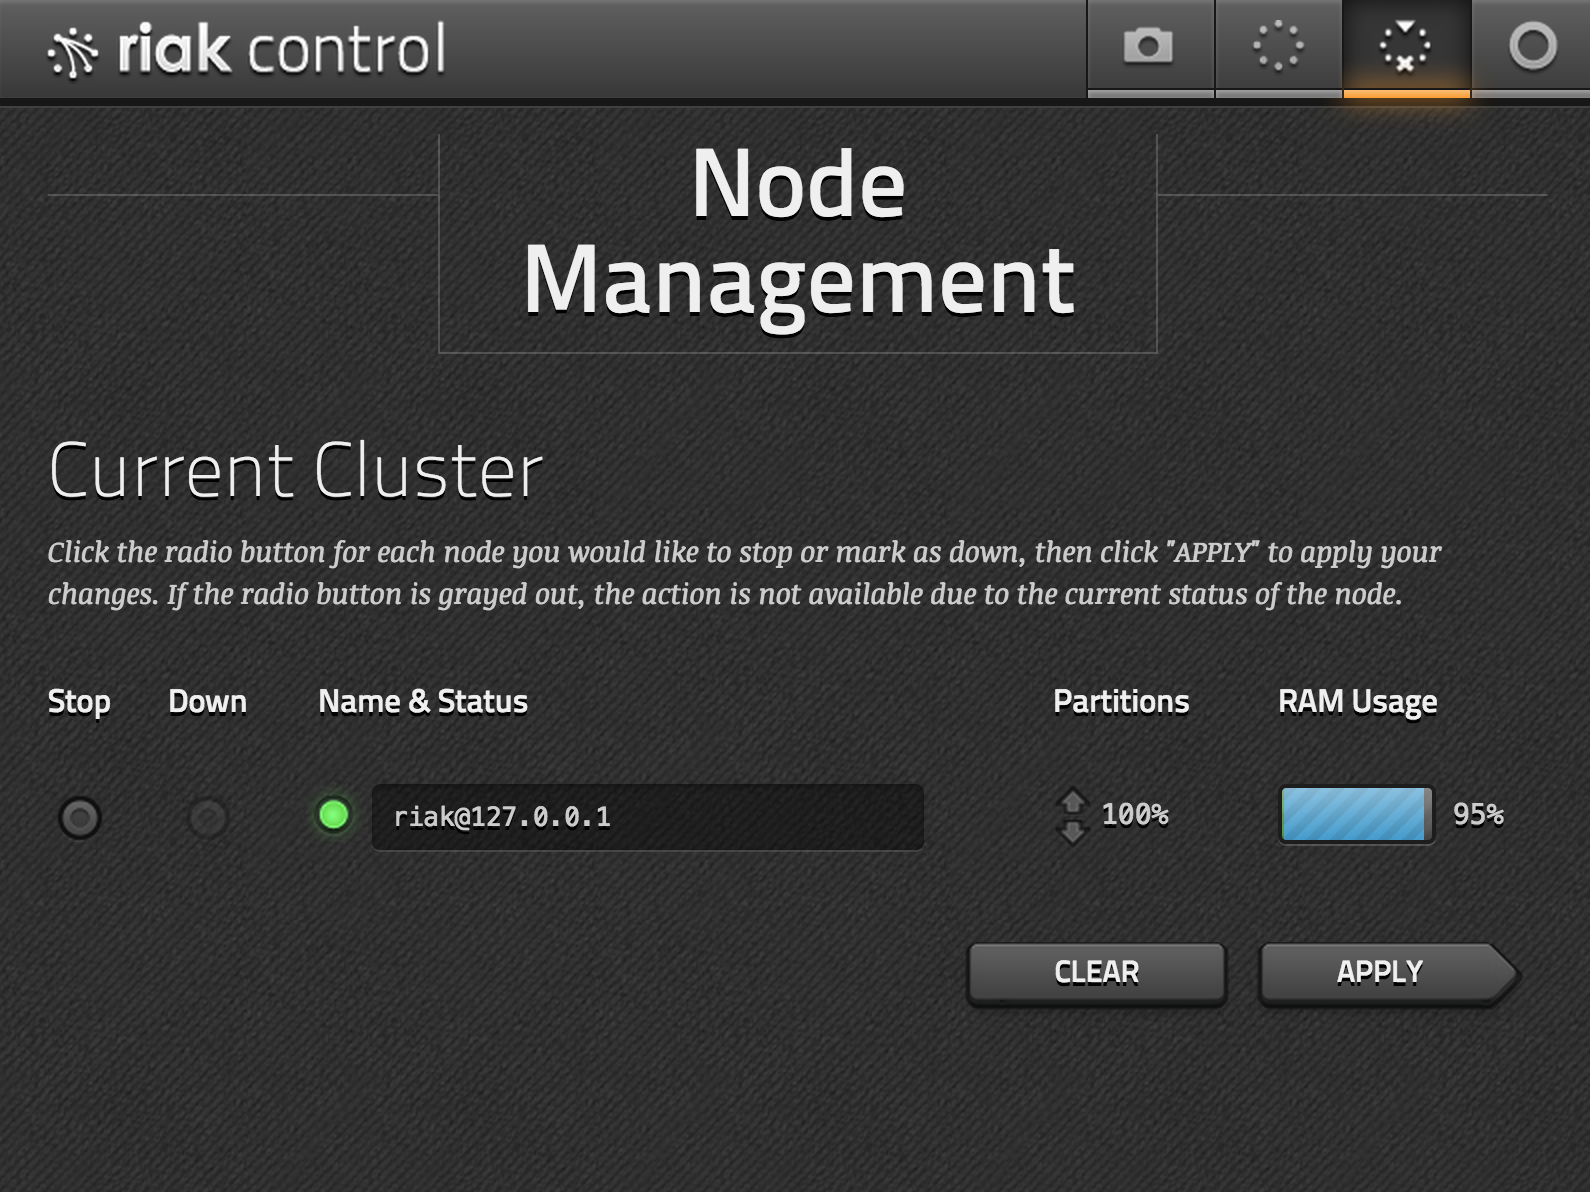 riak control
Node
Management
Current Cluster
Click the radio button for each node you would like to stop or mark as down, then click "APPLY" to apply your
changes. If the radio button is grayed out, the action is not available due to the current status of the node.
Stop Down Name & Status Partitions RAM Usage
riak@127.0.0.1 100% 95%
CLEAR APPLY